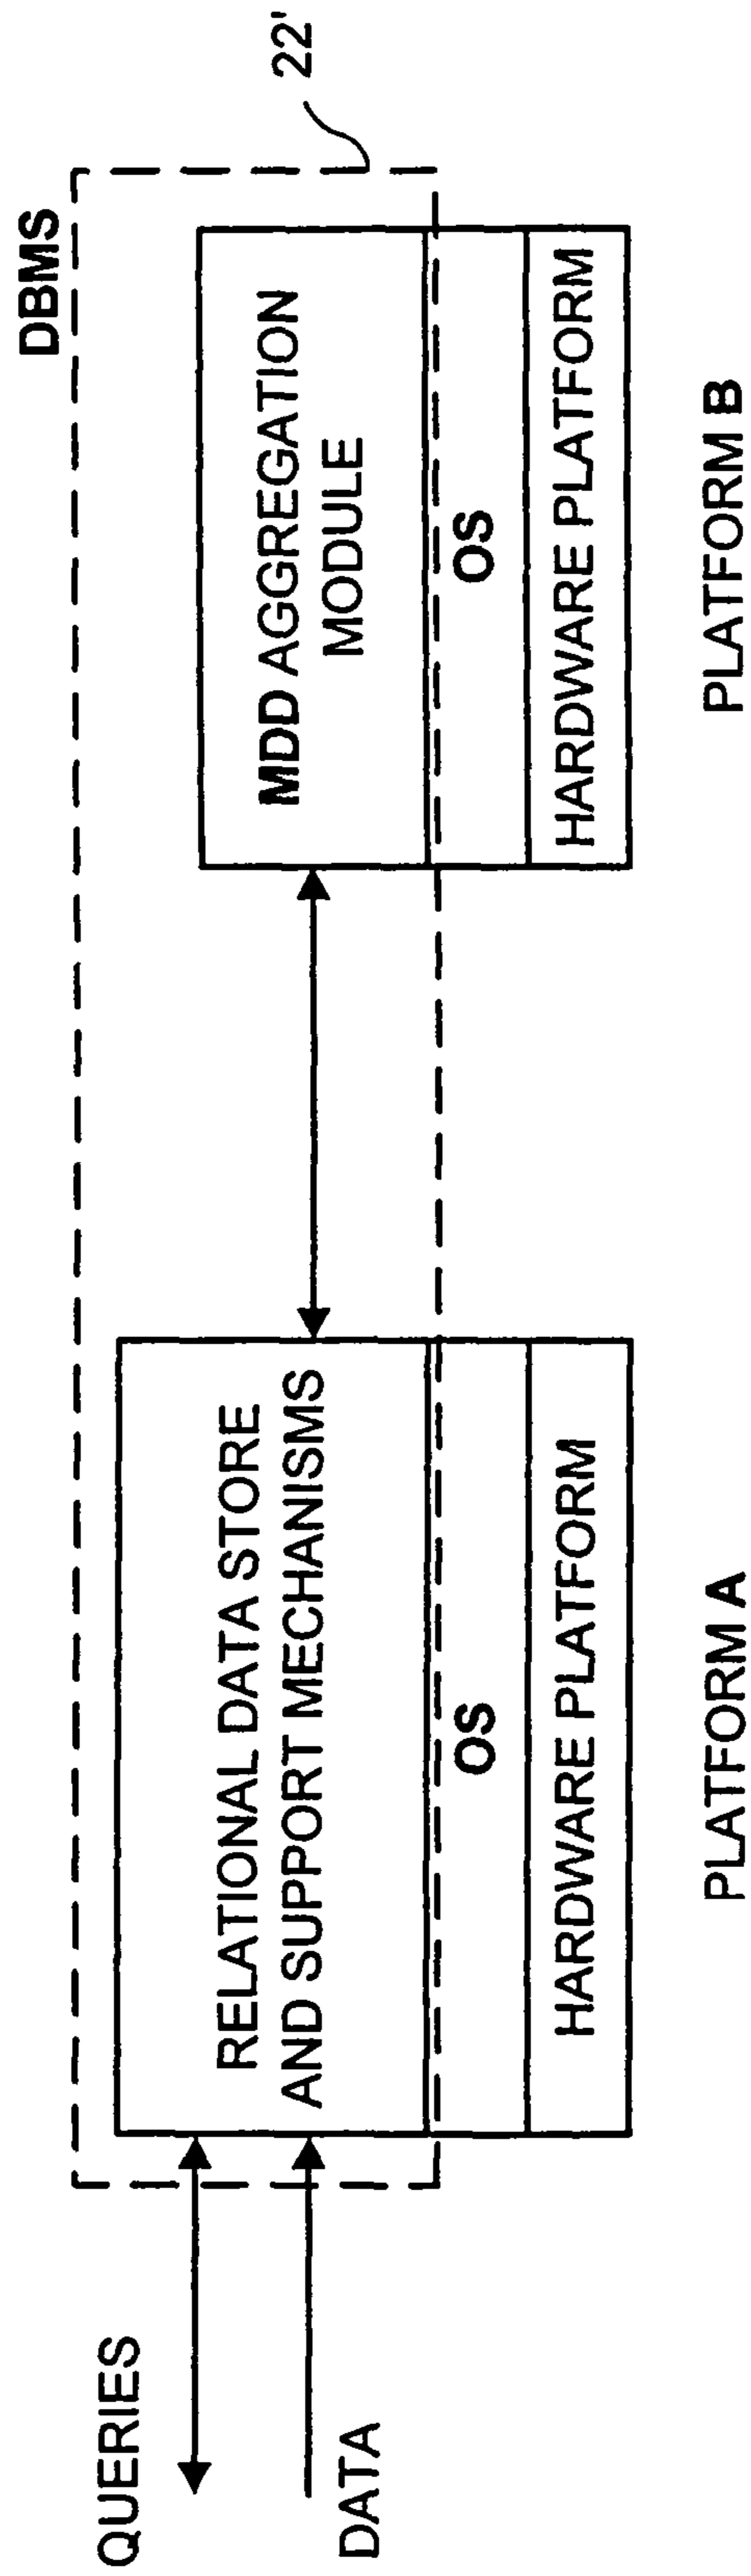 DBMS
22'
QUERIES
DATA
RELATIONAL DATA STORE
AND SUPPORT MECHANISMS
OS
HARDWARE PLATFORM
PLATFORM A
MDD AGGREGATION
MODULE
OS
HARDWARE PLATFORM
PLATFORM B